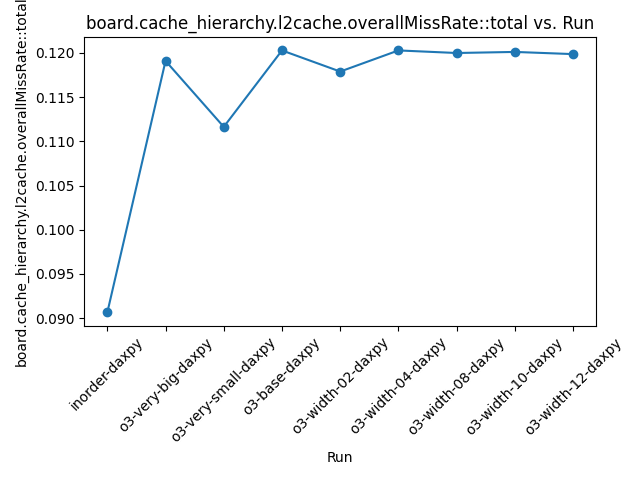 board.cache_hierarchy.l2cache.overallMissRate::total vs. Run
board.cache_hierarchy.l2cache.overallMissRate::total
0.120
0.115
0.110
0.105
0.100
0.095
0.090
inorder-daxpy
o3-very-big-daxpy
o3-very-small-daxpy
o3-base-daxpy
o3-width-02-daxpy
o3-width-04-daxpy
o3-width-08-daxpy
o3-width-10-daxpy
o3-width-12-daxpy
Run